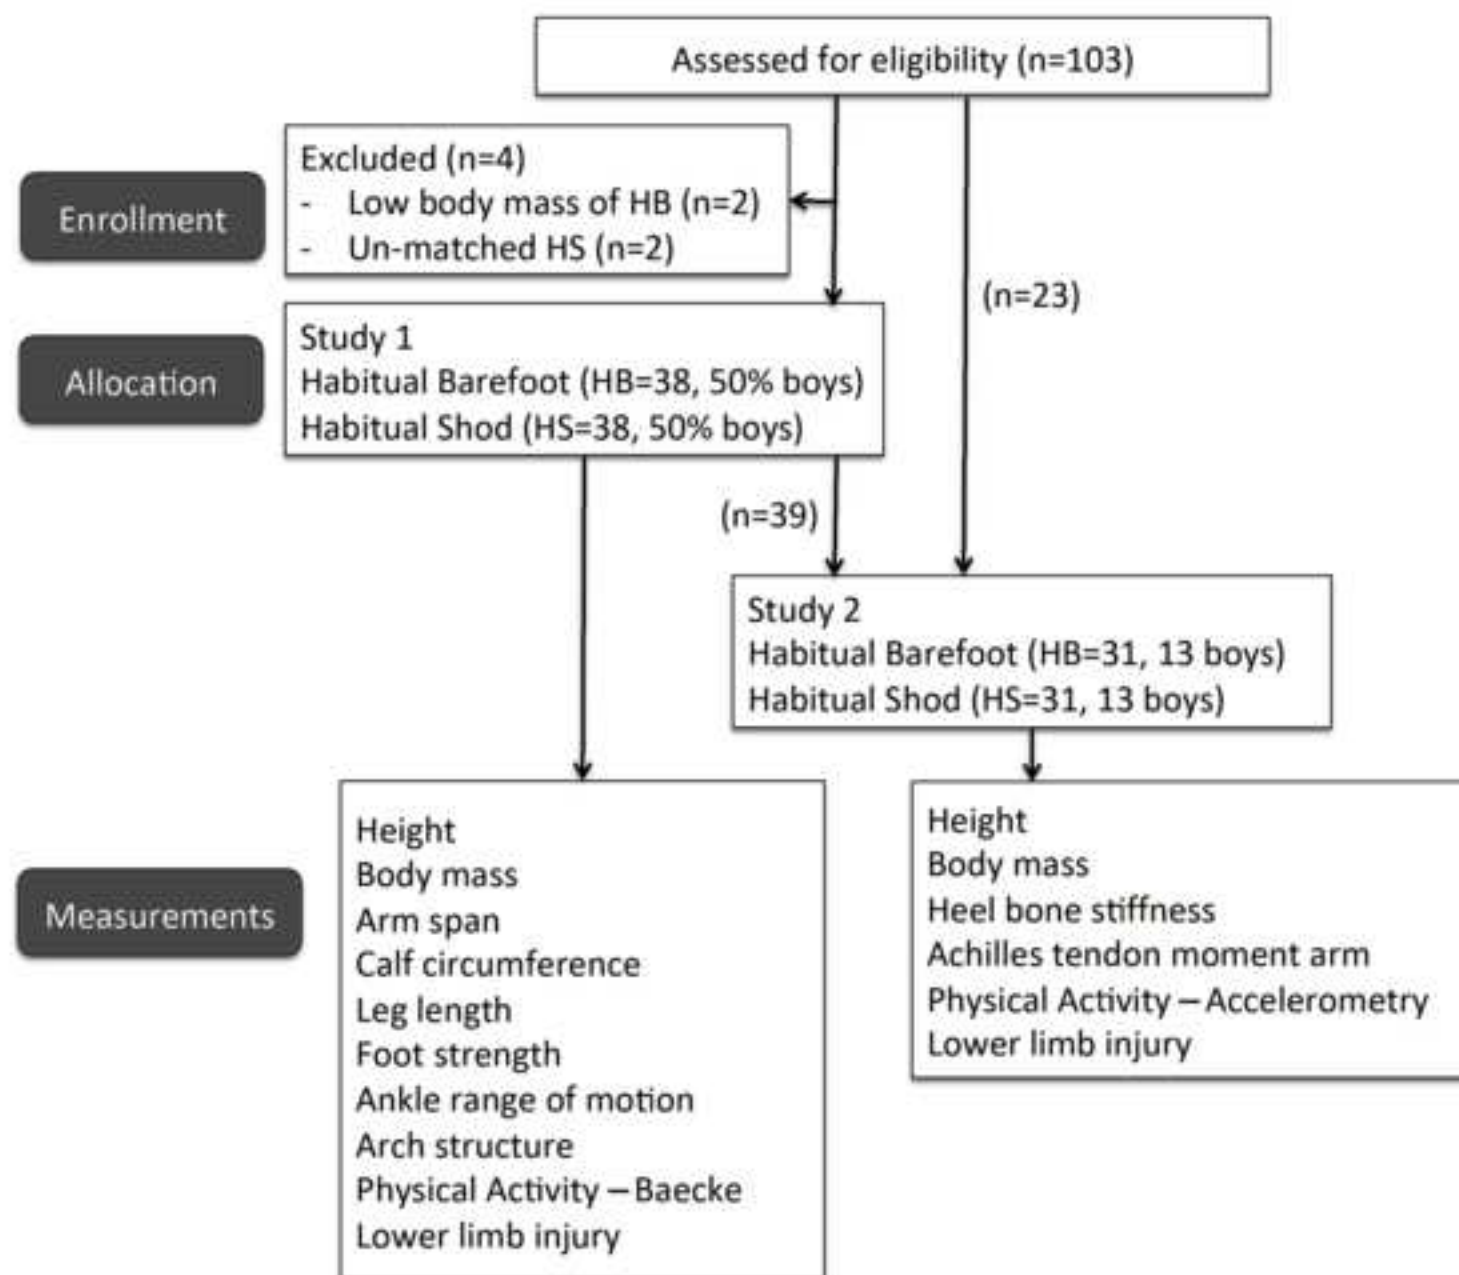 Assessed for eligibility (n=103)
Enrollment
Excluded (n=4)
- Low body mass of HB (n=2)
- Un-matched HS (n=2)
(n=23)
Allocation
Study 1
Habitual Barefoot (HB=38, 50% boys)
Habitual Shod (HS=38, 50% boys)
(n=39)
Study 2
Habitual Barefoot (HB=31, 13 boys)
Habitual Shod (HS=31, 13 boys)
Measurements
Height
Body mass
Arm span
Calf circumference
Leg length
Foot strength
Ankle range of motion
Arch structure
Physical Activity – Baecke
Lower limb injury
Height
Body mass
Heel bone stiffness
Achilles tendon moment arm
Physical Activity – Accelerometry
Lower limb injury